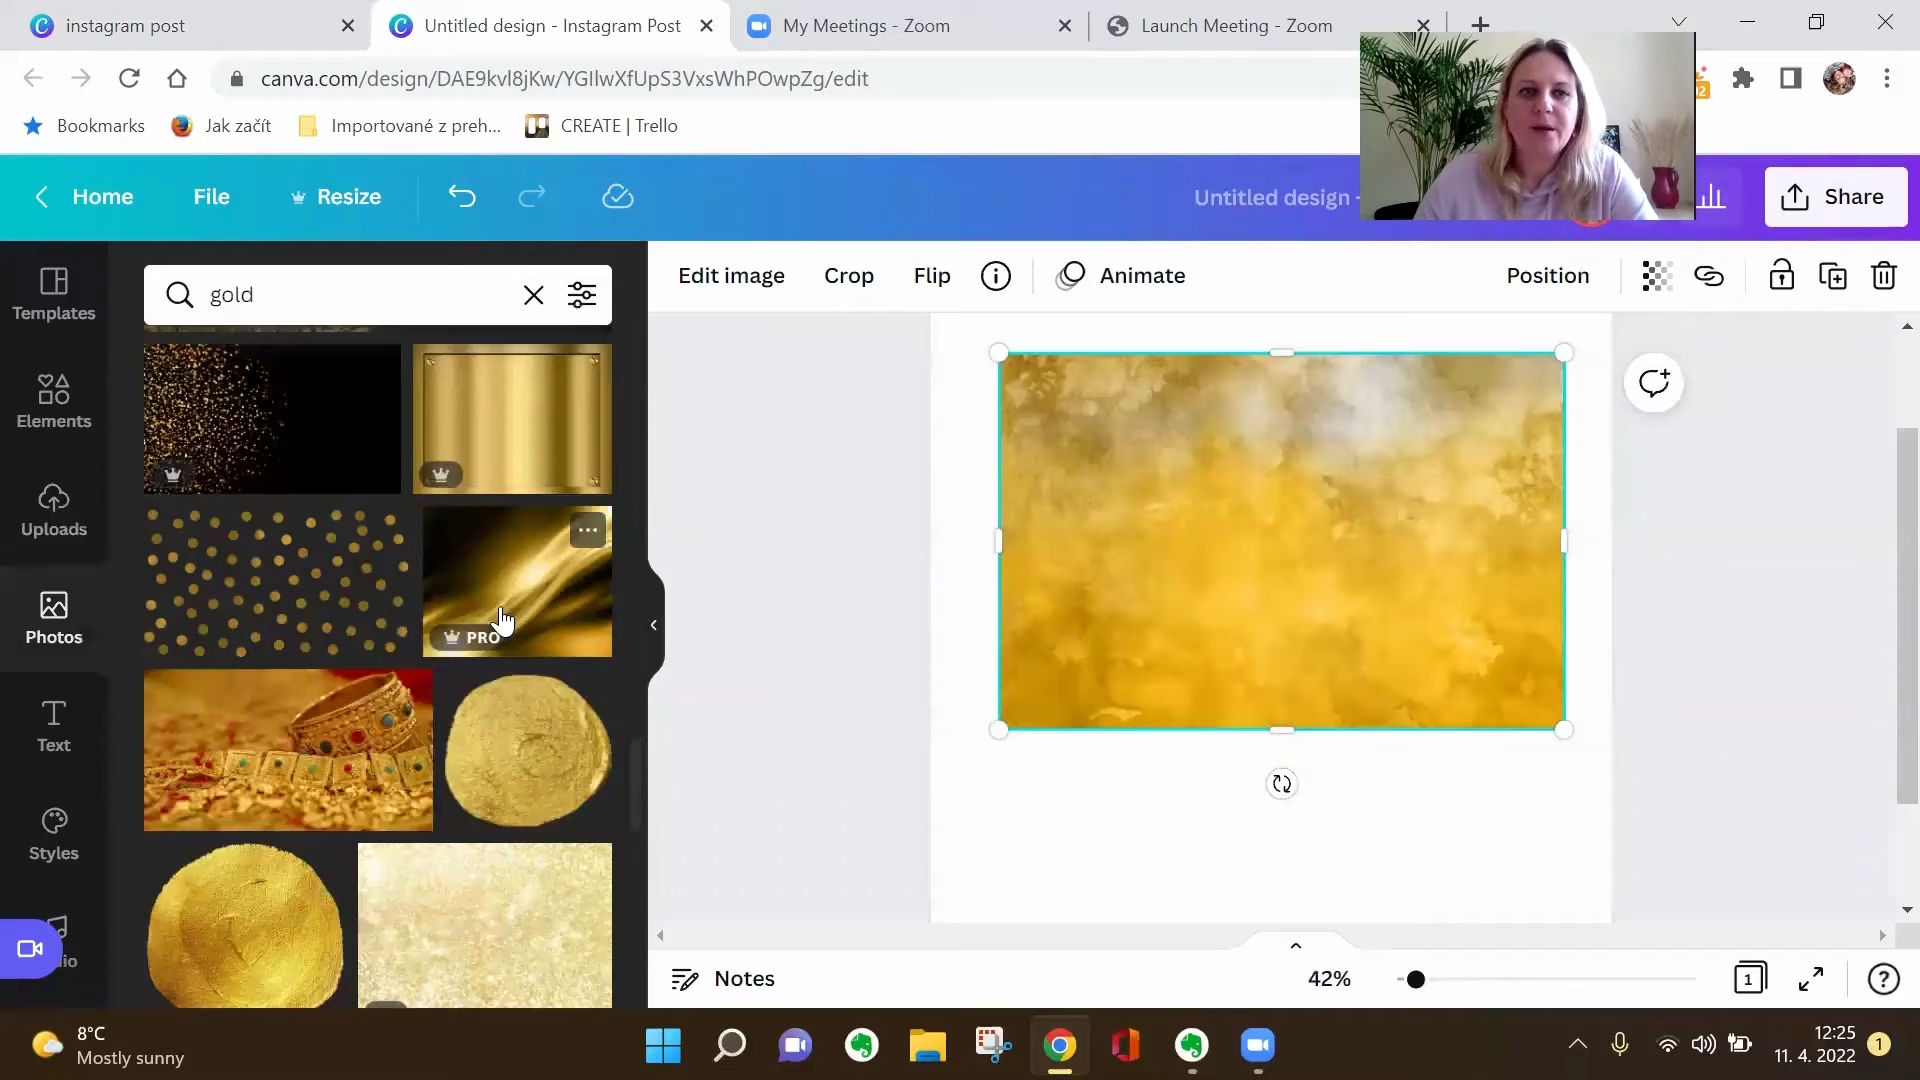 instagram post
Untitled design - Instagram Post
My Meetings - Zoom
Launch Meeting - Zoom
canva.com/design/DAE9kvl8jKw/YGIlwXfUpS3VxsWhPOwpZg/edit
Bookmarks
Jak začít
Importované z preh...
CREATE | Trello
Home
File
Resize
Untitled design -
Share
Templates
Elements
Uploads
Photos
Text
Styles
gold
PRO
Edit image
Crop
Flip
Animate
Position
Notes
42%
1
8°C
Mostly sunny
12:25
11. 4. 2022
1